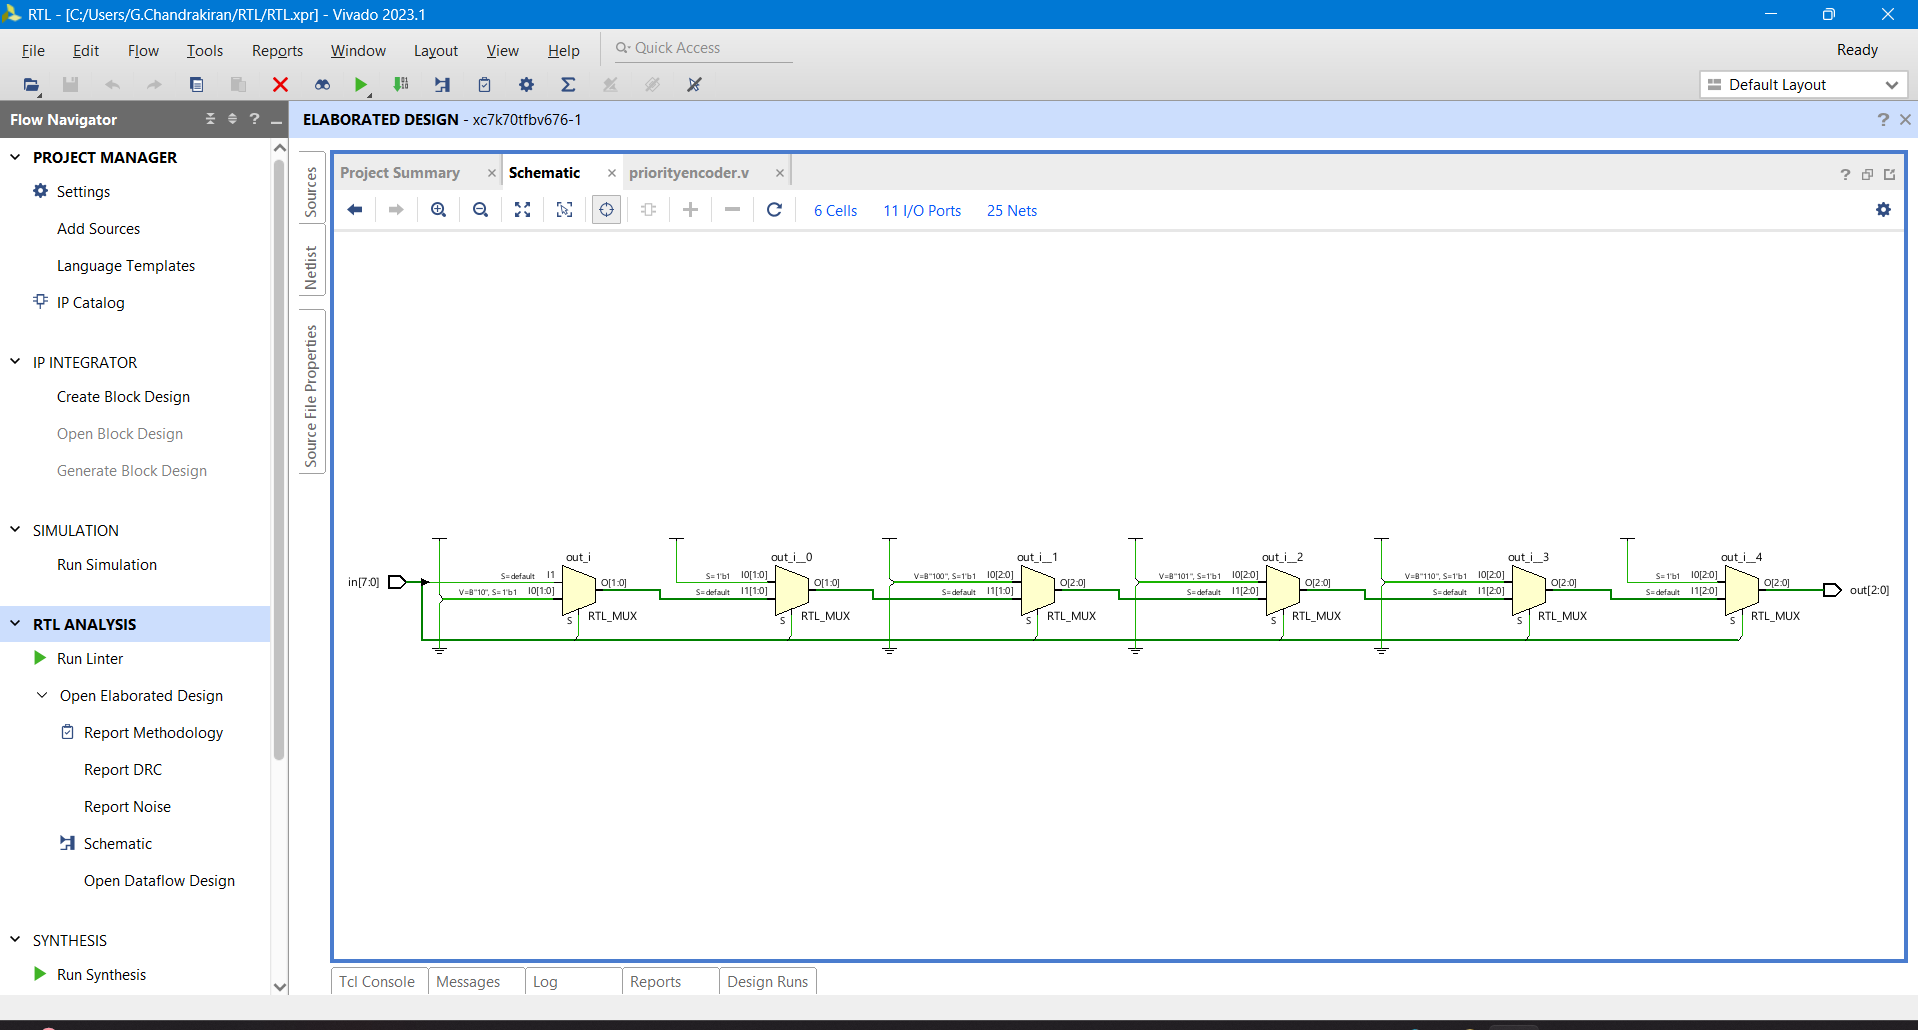 RTL - [C:/Users/G.Chandrakiran/RTL/RTL.xpr] - Vivado 2023.1
File Edit Flow Tools Reports Window Layout View Help Quick Access Ready
Default Layout
Flow Navigator
ELABORATED DESIGN - xc7k70tfbv676-1
PROJECT MANAGER
Settings
Add Sources
Language Templates
IP Catalog
IP INTEGRATOR
Create Block Design
Open Block Design
Generate Block Design
SIMULATION
Run Simulation
RTL ANALYSIS
Run Linter
Open Elaborated Design
Report Methodology
Report DRC
Report Noise
Schematic
Open Dataflow Design
SYNTHESIS
Run Synthesis
Sources
Netlist
Source File Properties
Project Summary Schematic priorityencoder.v
6 Cells 11 I/O Ports 25 Nets
out_i out_i__0 out_i__1 out_i__2 out_i__3 out_i__4
in[7:0] S=default I1 O[1:0] S=1'b1 I0[1:0] O[1:0] V=B"100", S=1'b1 I0[2:0] O[2:0] V=B"101", S=1'b1 I0[2:0] O[2:0] V=B"110", S=1'b1 I0[2:0] O[2:0] S=1'b1 I0[2:0] O[2:0] out[2:0]
V=B"10", S=1'b1 I0[1:0] S=default I1[1:0] S=default I1[2:0] S=default I1[2:0] S=default I1[2:0] S=default I1[2:0]
S RTL_MUX S RTL_MUX S RTL_MUX S RTL_MUX S RTL_MUX S RTL_MUX
Tcl Console Messages Log Reports Design Runs